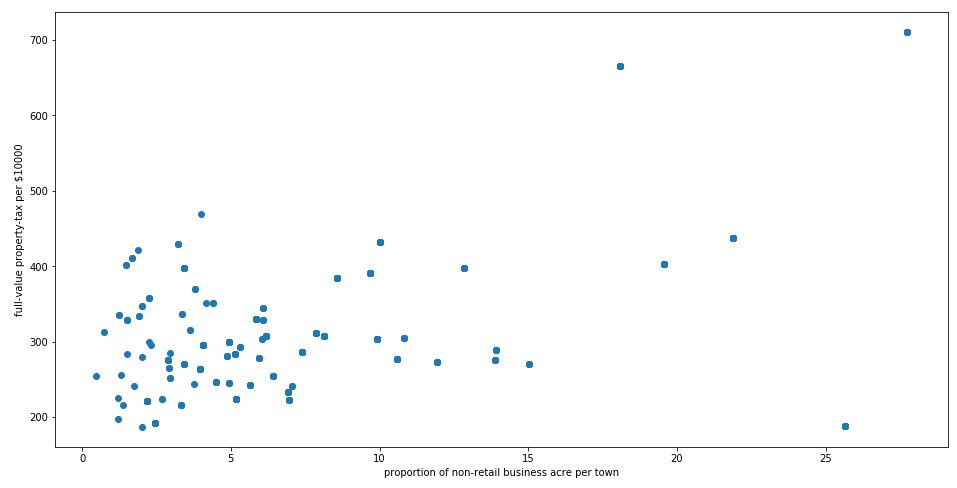 700
600
500
400
300
200
full-value property-tax per $10000
0 5 10 15 20 25
proportion of non-retail business acre per town